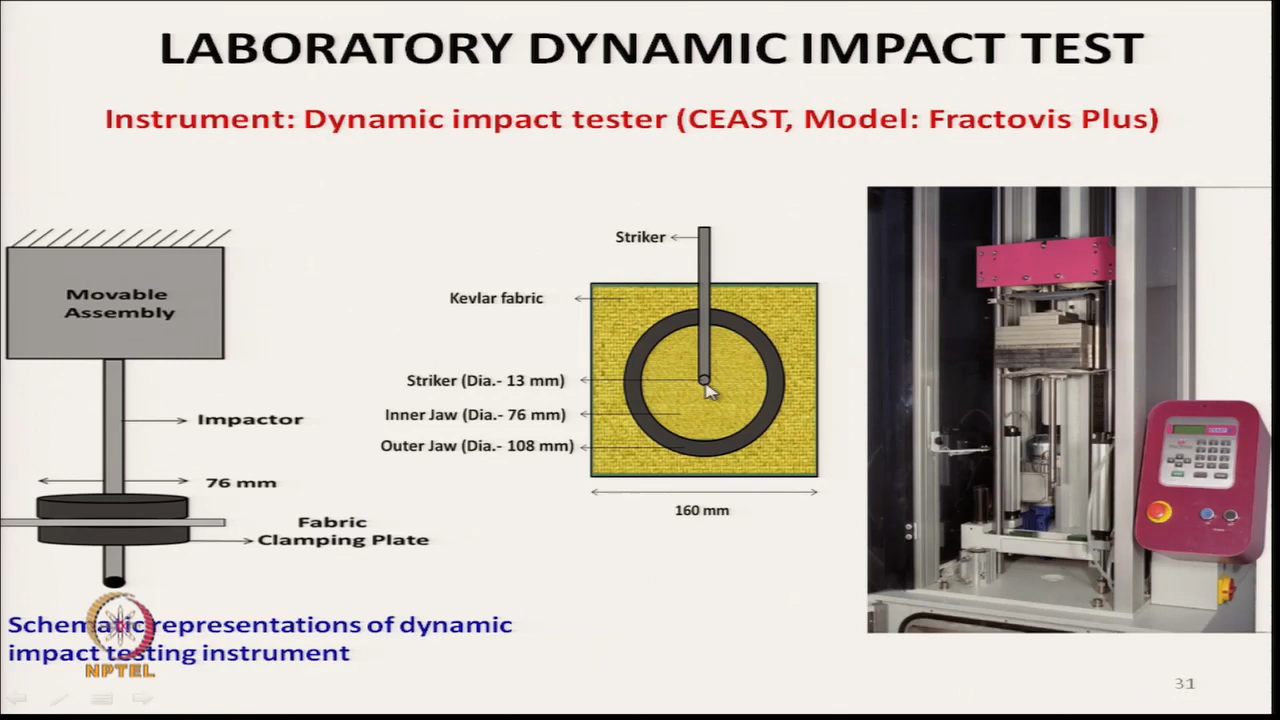 LABORATORY DYNAMIC IMPACT TEST
Instrument: Dynamic impact tester (CEAST, Model: Fractovis Plus)
Movable
Assembly
Impactor
76 mm
Fabric
Clamping Plate
Schematic representations of dynamic
impact testing instrument
Striker
Kevlar fabric
Striker (Dia.- 13 mm)
Inner Jaw (Dia.- 76 mm)
Outer Jaw (Dia.- 108 mm)
160 mm
NPTEL
31